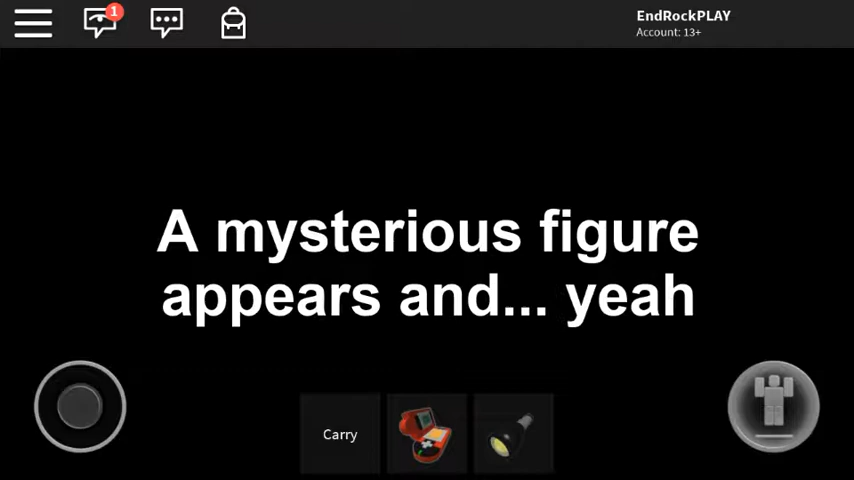 1
EndRockPLAY
Account: 13+
A mysterious figure
appears and... yeah
Carry